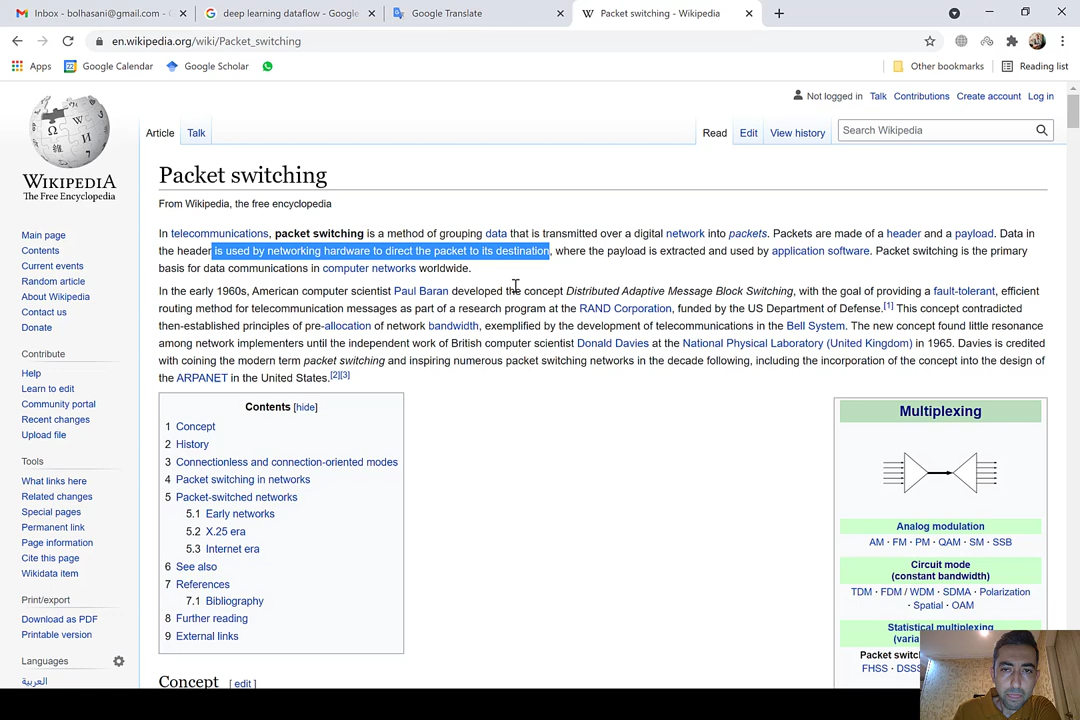 Inbox - bolhasani@gmail.com -
deep learning dataflow - Google
Google Translate
Packet switching - Wikipedia
en.wikipedia.org/wiki/Packet_switching
Apps
Google Calendar
Google Scholar
Other bookmarks
Reading list
Not logged in Talk Contributions Create account Log in
Article Talk Read Edit View history Search Wikipedia
WIKIPEDIA
The Free Encyclopedia
Main page
Contents
Current events
Random article
About Wikipedia
Contact us
Donate
Contribute
Help
Learn to edit
Community portal
Recent changes
Upload file
Tools
What links here
Related changes
Special pages
Permanent link
Page information
Cite this page
Wikidata item
Print/export
Download as PDF
Printable version
Languages
العربية
Packet switching
From Wikipedia, the free encyclopedia
In telecommunications, packet switching is a method of grouping data that is transmitted over a digital network into packets. Packets are made of a header and a payload. Data in
the header is used by networking hardware to direct the packet to its destination, where the payload is extracted and used by application software. Packet switching is the primary
basis for data communications in computer networks worldwide.
In the early 1960s, American computer scientist Paul Baran developed the concept Distributed Adaptive Message Block Switching, with the goal of providing a fault-tolerant, efficient
routing method for telecommunication messages as part of a research program at the RAND Corporation, funded by the US Department of Defense.[1] This concept contradicted
then-established principles of pre-allocation of network bandwidth, exemplified by the development of telecommunications in the Bell System. The new concept found little resonance
among network implementers until the independent work of British computer scientist Donald Davies at the National Physical Laboratory (United Kingdom) in 1965. Davies is credited
with coining the modern term packet switching and inspiring numerous packet switching networks in the decade following, including the incorporation of the concept into the design of
the ARPANET in the United States.[2][3]
Contents [hide]
1 Concept
2 History
3 Connectionless and connection-oriented modes
4 Packet switching in networks
5 Packet-switched networks
5.1 Early networks
5.2 X.25 era
5.3 Internet era
6 See also
7 References
7.1 Bibliography
8 Further reading
9 External links
Concept [ edit ]
Multiplexing
Analog modulation
AM · FM · PM · QAM · SM · SSB
Circuit mode
(constant bandwidth)
TDM · FDM / WDM · SDMA · Polarization
· Spatial · OAM
Statistical multiplexing
Packet
FHSS ·